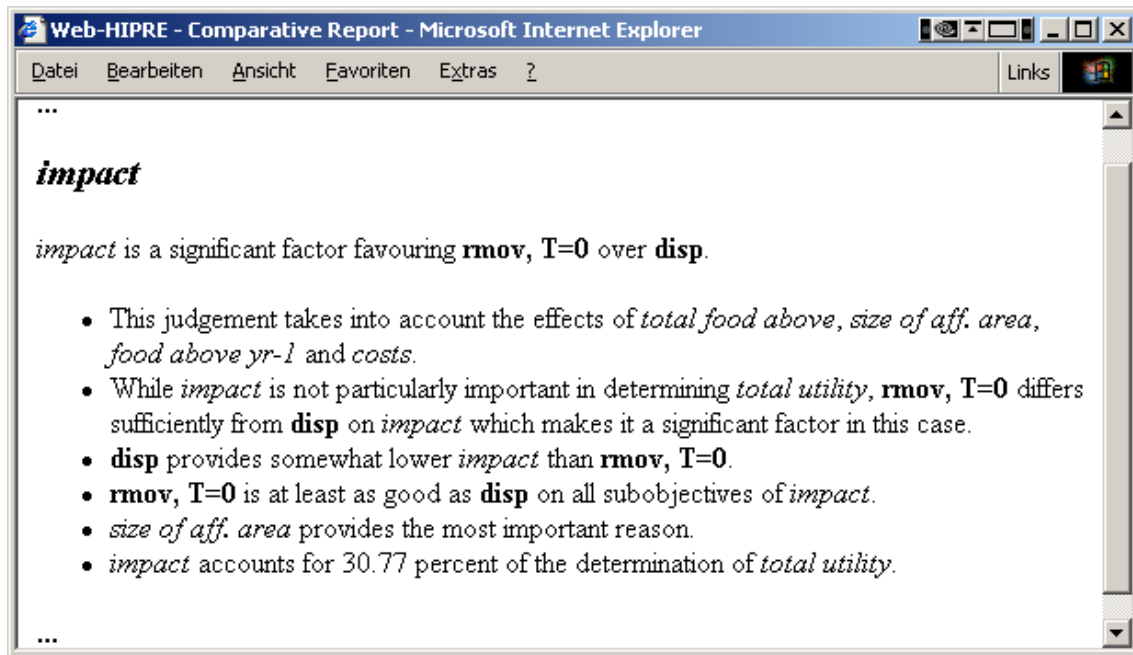 Web-HIPRE - Comparative Report - Microsoft Internet Explorer
Datei Bearbeiten Ansicht Favoriten Extras ? Links
...
impact
impact is a significant factor favouring rmov, T=0 over disp.
• This judgement takes into account the effects of total food above, size of aff. area,
food above yr-1 and costs.
• While impact is not particularly important in determining total utility, rmov, T=0 differs
sufficiently from disp on impact which makes it a significant factor in this case.
• disp provides somewhat lower impact than rmov, T=0.
• rmov, T=0 is at least as good as disp on all subobjectives of impact.
• size of aff. area provides the most important reason.
• impact accounts for 30.77 percent of the determination of total utility.
...